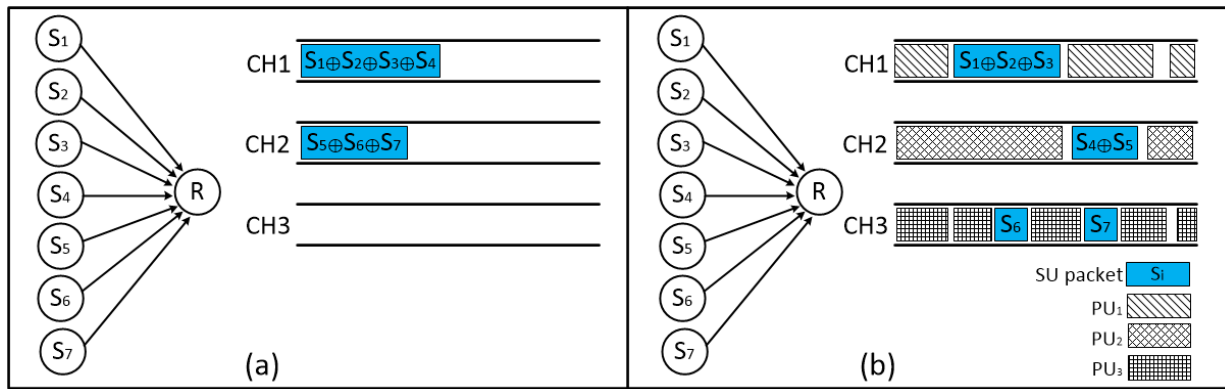 S₁
S₂
S₃
S₄
S₅
S₆
S₇
R
CH1
S₁⊕S₂⊕S₃⊕S₄
CH2
S₅⊕S₆⊕S₇
CH3
(a)
S₁
S₂
S₃
S₄
S₅
S₆
S₇
R
CH1
S₁⊕S₂⊕S₃
CH2
S₄⊕S₅
CH3
S₆ S₇
SU packet Sᵢ
PU₁
PU₂
PU₃
(b)